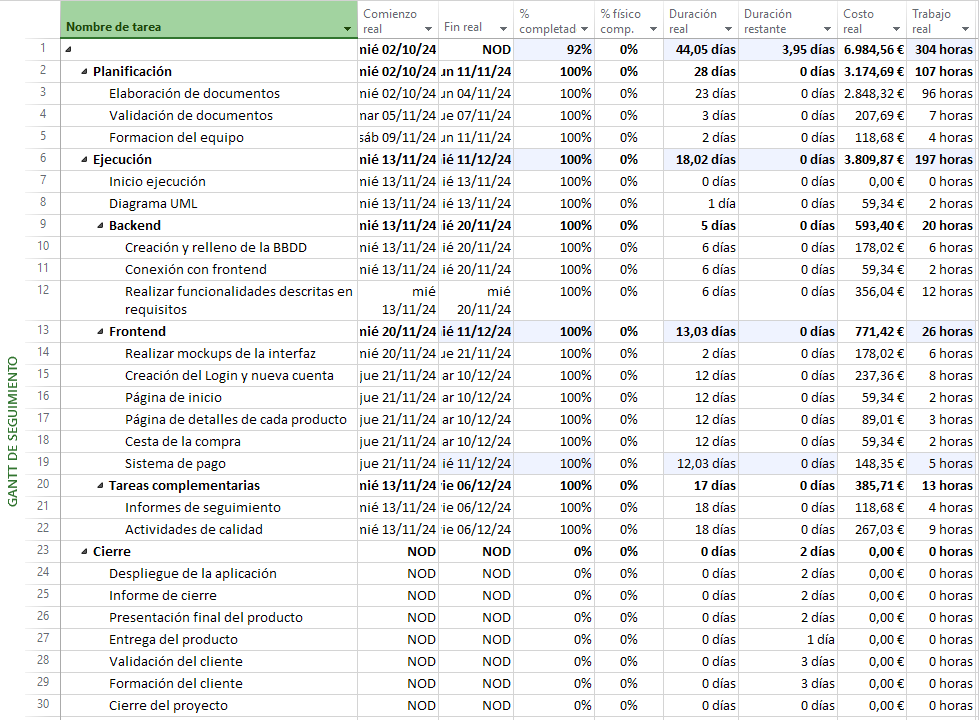 Nombre de tarea Comienzo real Fin real % completad % físico comp. Duración real Duración restante Costo real Trabajo real
1 mié 02/10/24 NOD 92% 0% 44,05 días 3,95 días 6.984,56 € 304 horas
2 Planificación mié 02/10/24 un 11/11/24 100% 0% 28 días 0 días 3.174,69 € 107 horas
3 Elaboración de documentos mié 02/10/24 un 04/11/24 100% 0% 23 días 0 días 2.848,32 € 96 horas
4 Validación de documentos mar 05/11/24 ue 07/11/24 100% 0% 3 días 0 días 207,69 € 7 horas
5 Formacion del equipo sáb 09/11/24 un 11/11/24 100% 0% 2 días 0 días 118,68 € 4 horas
6 Ejecución mié 13/11/24 ié 11/12/24 100% 0% 18,02 días 0 días 3.809,87 € 197 horas
7 Inicio ejecución mié 13/11/24 ié 13/11/24 100% 0% 0 días 0 días 0,00 € 0 horas
8 Diagrama UML mié 13/11/24 ié 13/11/24 100% 0% 1 día 0 días 59,34 € 2 horas
9 Backend mié 13/11/24 ié 20/11/24 100% 0% 5 días 0 días 593,40 € 20 horas
10 Creación y relleno de la BBDD mié 13/11/24 ié 20/11/24 100% 0% 6 días 0 días 178,02 € 6 horas
11 Conexión con frontend mié 13/11/24 ié 20/11/24 100% 0% 6 días 0 días 59,34 € 2 horas
12 Realizar funcionalidades descritas en mié mié 100% 0% 6 días 0 días 356,04 € 12 horas
requisitos 13/11/24 20/11/24
13 Frontend mié 20/11/24 ié 11/12/24 100% 0% 13,03 días 0 días 771,42 € 26 horas
14 Realizar mockups de la interfaz mié 20/11/24 ue 21/11/24 100% 0% 2 días 0 días 178,02 € 6 horas
15 Creación del Login y nueva cuenta jue 21/11/24 ar 10/12/24 100% 0% 12 días 0 días 237,36 € 8 horas
16 Página de inicio jue 21/11/24 ar 10/12/24 100% 0% 12 días 0 días 59,34 € 2 horas
17 Página de detalles de cada producto jue 21/11/24 ar 10/12/24 100% 0% 12 días 0 días 89,01 € 3 horas
18 Cesta de la compra jue 21/11/24 ar 10/12/24 100% 0% 12 días 0 días 59,34 € 2 horas
19 Sistema de pago jue 21/11/24 ié 11/12/24 100% 0% 12,03 días 0 días 148,35 € 5 horas
20 Tareas complementarias mié 13/11/24 ie 06/12/24 100% 0% 17 días 0 días 385,71 € 13 horas
21 Informes de seguimiento mié 13/11/24 ie 06/12/24 100% 0% 18 días 0 días 118,68 € 4 horas
22 Actividades de calidad mié 13/11/24 ie 06/12/24 100% 0% 18 días 0 días 267,03 € 9 horas
23 Cierre NOD NOD 0% 0% 0 días 2 días 0,00 € 0 horas
24 Despliegue de la aplicación NOD NOD 0% 0% 0 días 2 días 0,00 € 0 horas
25 Informe de cierre NOD NOD 0% 0% 0 días 2 días 0,00 € 0 horas
26 Presentación final del producto NOD NOD 0% 0% 0 días 2 días 0,00 € 0 horas
27 Entrega del producto NOD NOD 0% 0% 0 días 1 día 0,00 € 0 horas
28 Validación del cliente NOD NOD 0% 0% 0 días 3 días 0,00 € 0 horas
29 Formación del cliente NOD NOD 0% 0% 0 días 3 días 0,00 € 0 horas
30 Cierre del proyecto NOD NOD 0% 0% 0 días 0 días 0,00 € 0 horas
GANTT DE SEGUIMIENTO